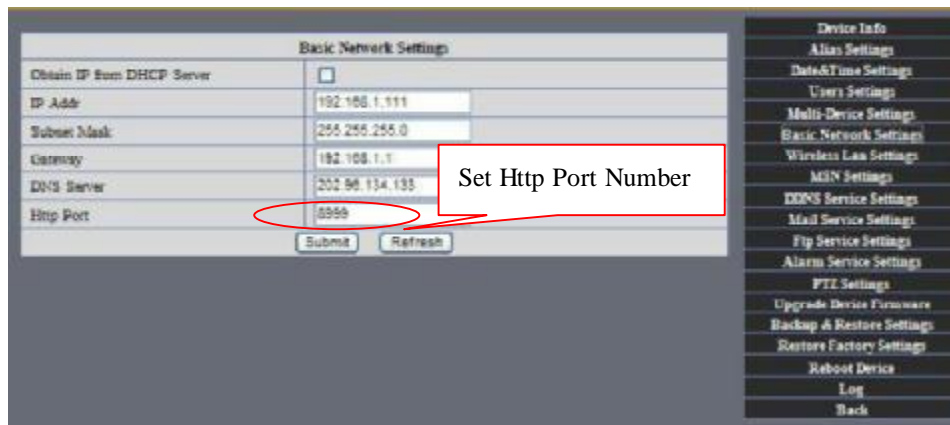 Basic Network Settings
Obtain IP from DHCP Server
IP Addr 192.168.1.111
Subnet Mask 255.255.255.0
Gateway 192.168.1.1
DNS Server 202.96.134.133
Http Port
Submit Refresh
Set Http Port Number
Device Info
Alias Settings
Date&Time Settings
Users Settings
Multi-Device Settings
Basic Network Settings
Wireless Lan Settings
MSN Settings
DDNS Service Settings
Mail Service Settings
Ftp Service Settings
Alarm Service Settings
PTZ Settings
Upgrade Device Firmware
Backup & Restore Settings
Restore Factory Settings
Reboot Device
Log
Back